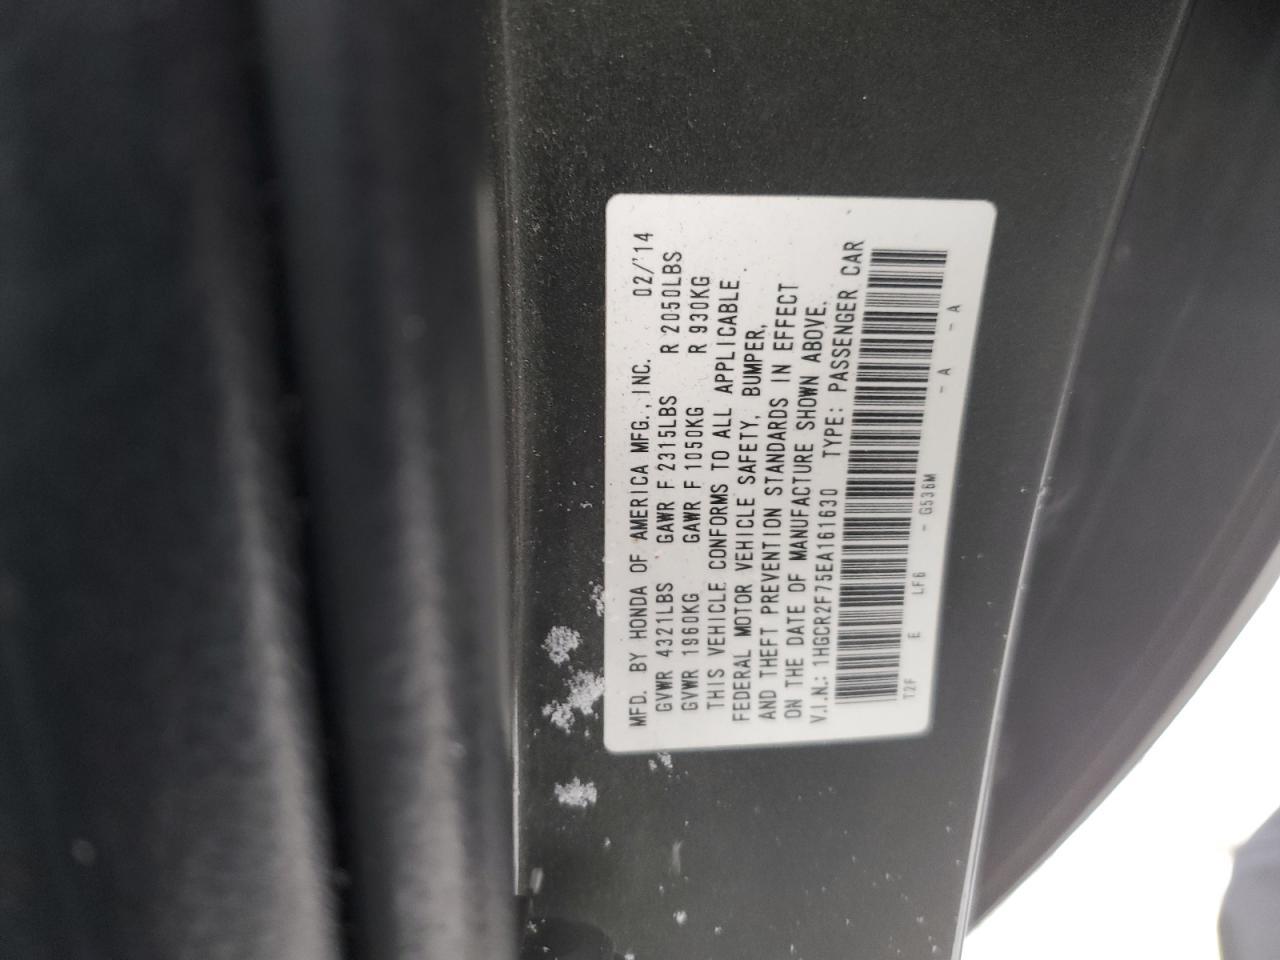 MFD. BY HONDA OF AMERICA MFG., INC. 02/'14
GVWR 4321LBS GAWR F 2315LBS R 2050LBS
GVWR 1960KG GAWR F 1050KG R 930KG
THIS VEHICLE CONFORMS TO ALL APPLICABLE
FEDERAL MOTOR VEHICLE SAFETY, BUMPER,
AND THEFT PREVENTION STANDARDS IN EFFECT
ON THE DATE OF MANUFACTURE SHOWN ABOVE.
V.I.N.: 1HGCR2F75EA161630 TYPE: PASSENGER CAR
T2F E LF6 - G536M - A - A